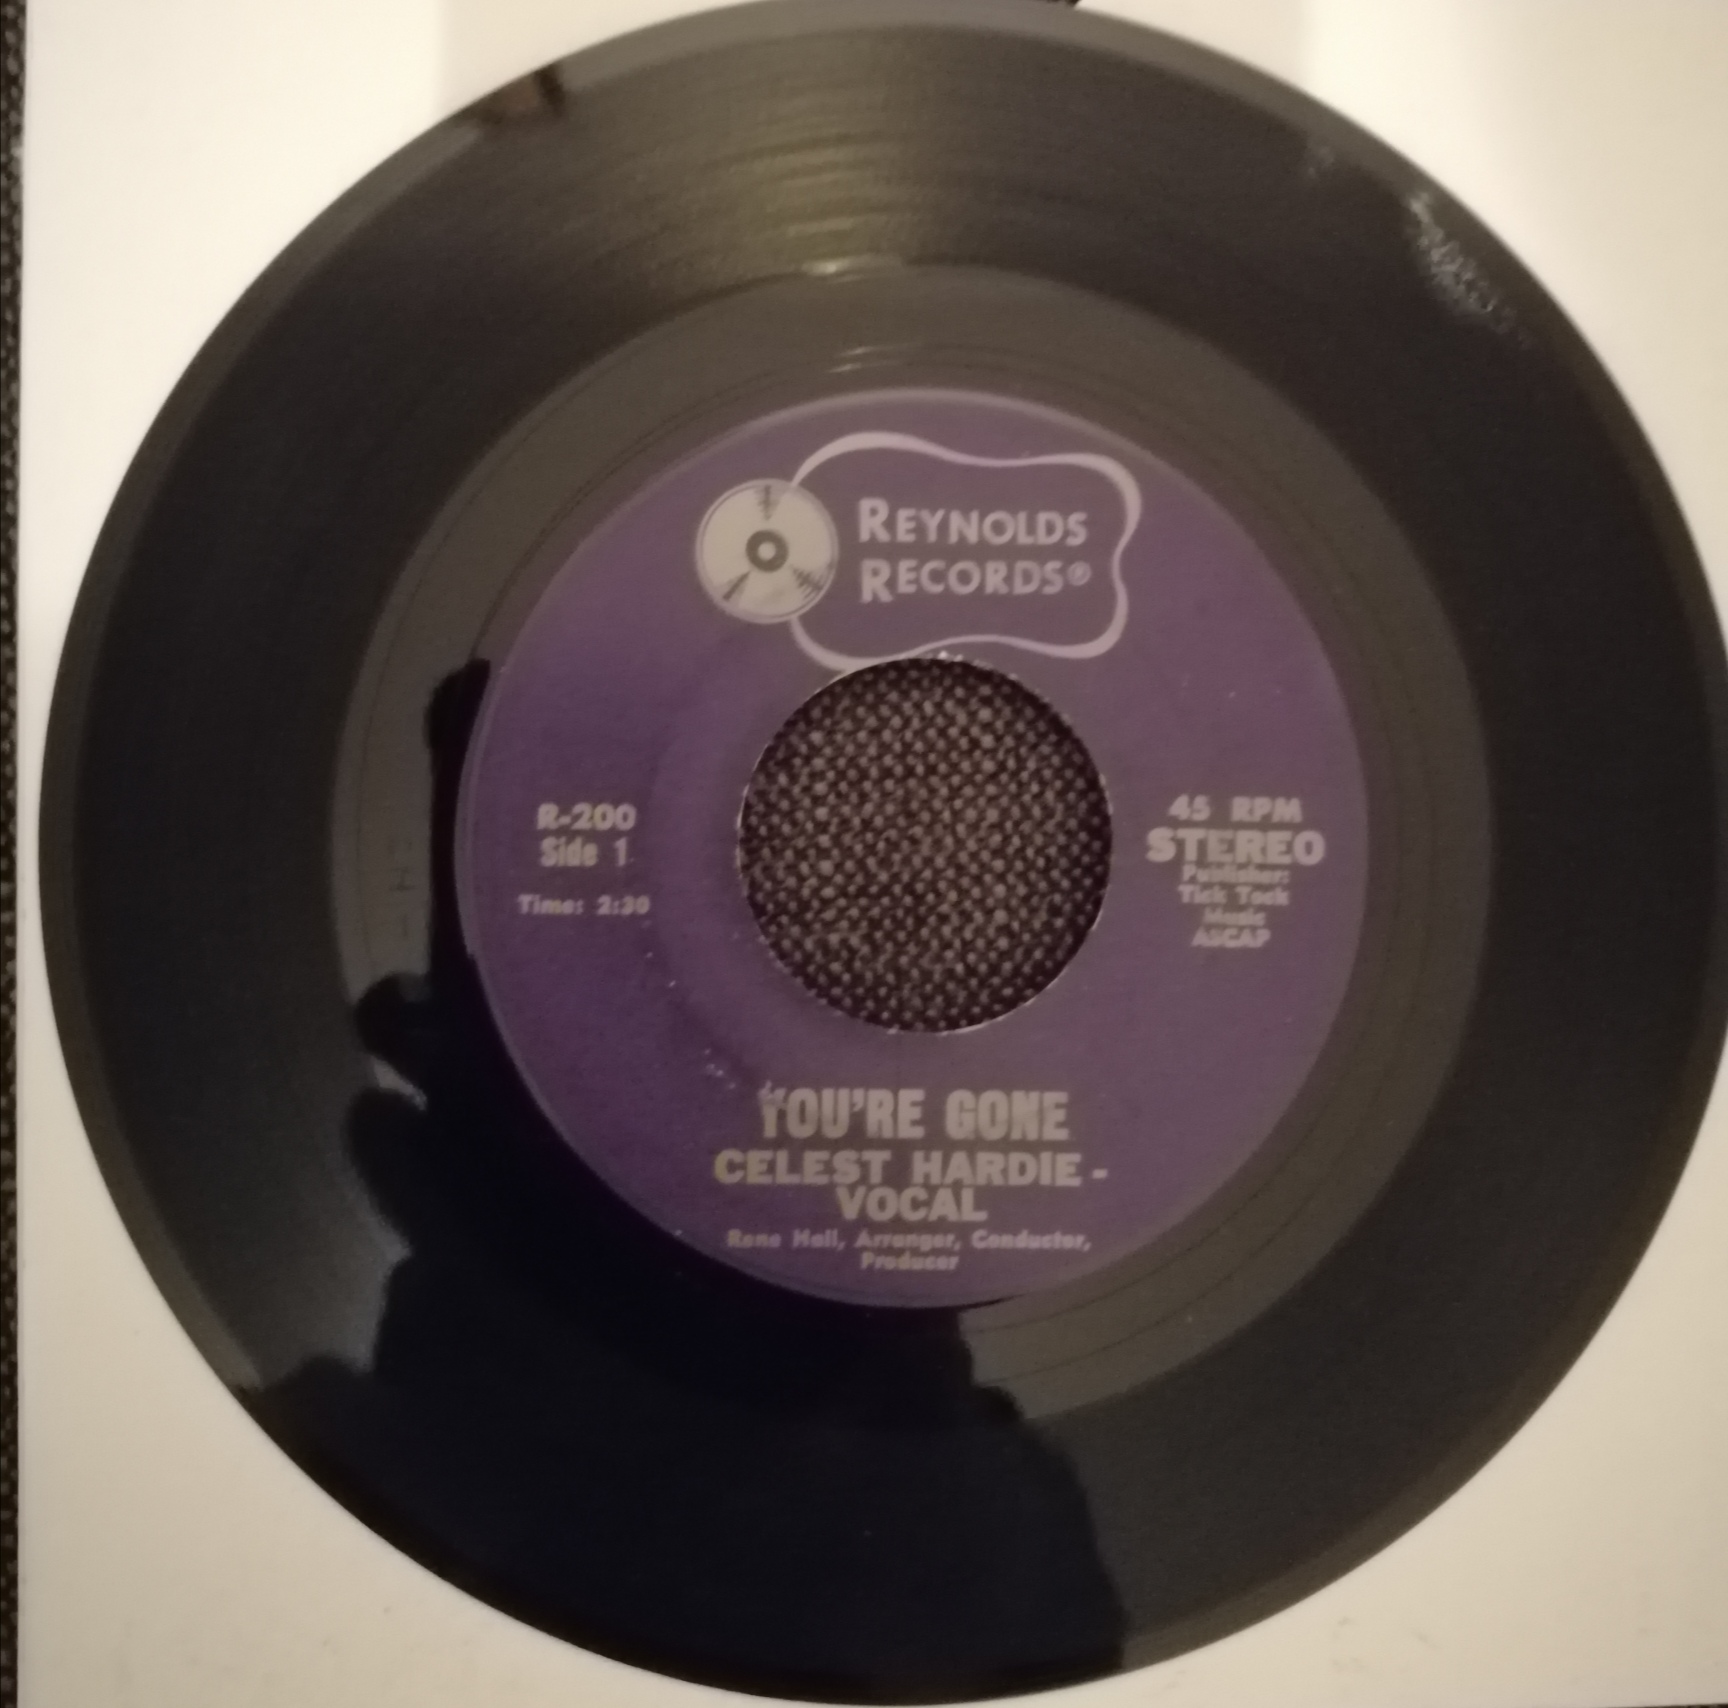 REYNOLDS
RECORDS®
R-200
Side 1
Time: 2:30
45 RPM
STEREO
Publisher:
Tick Tock
Music
ASCAP
YOU'RE GONE
CELEST HARDIE -
VOCAL
Rene Hall, Arranger, Conductor,
Producer